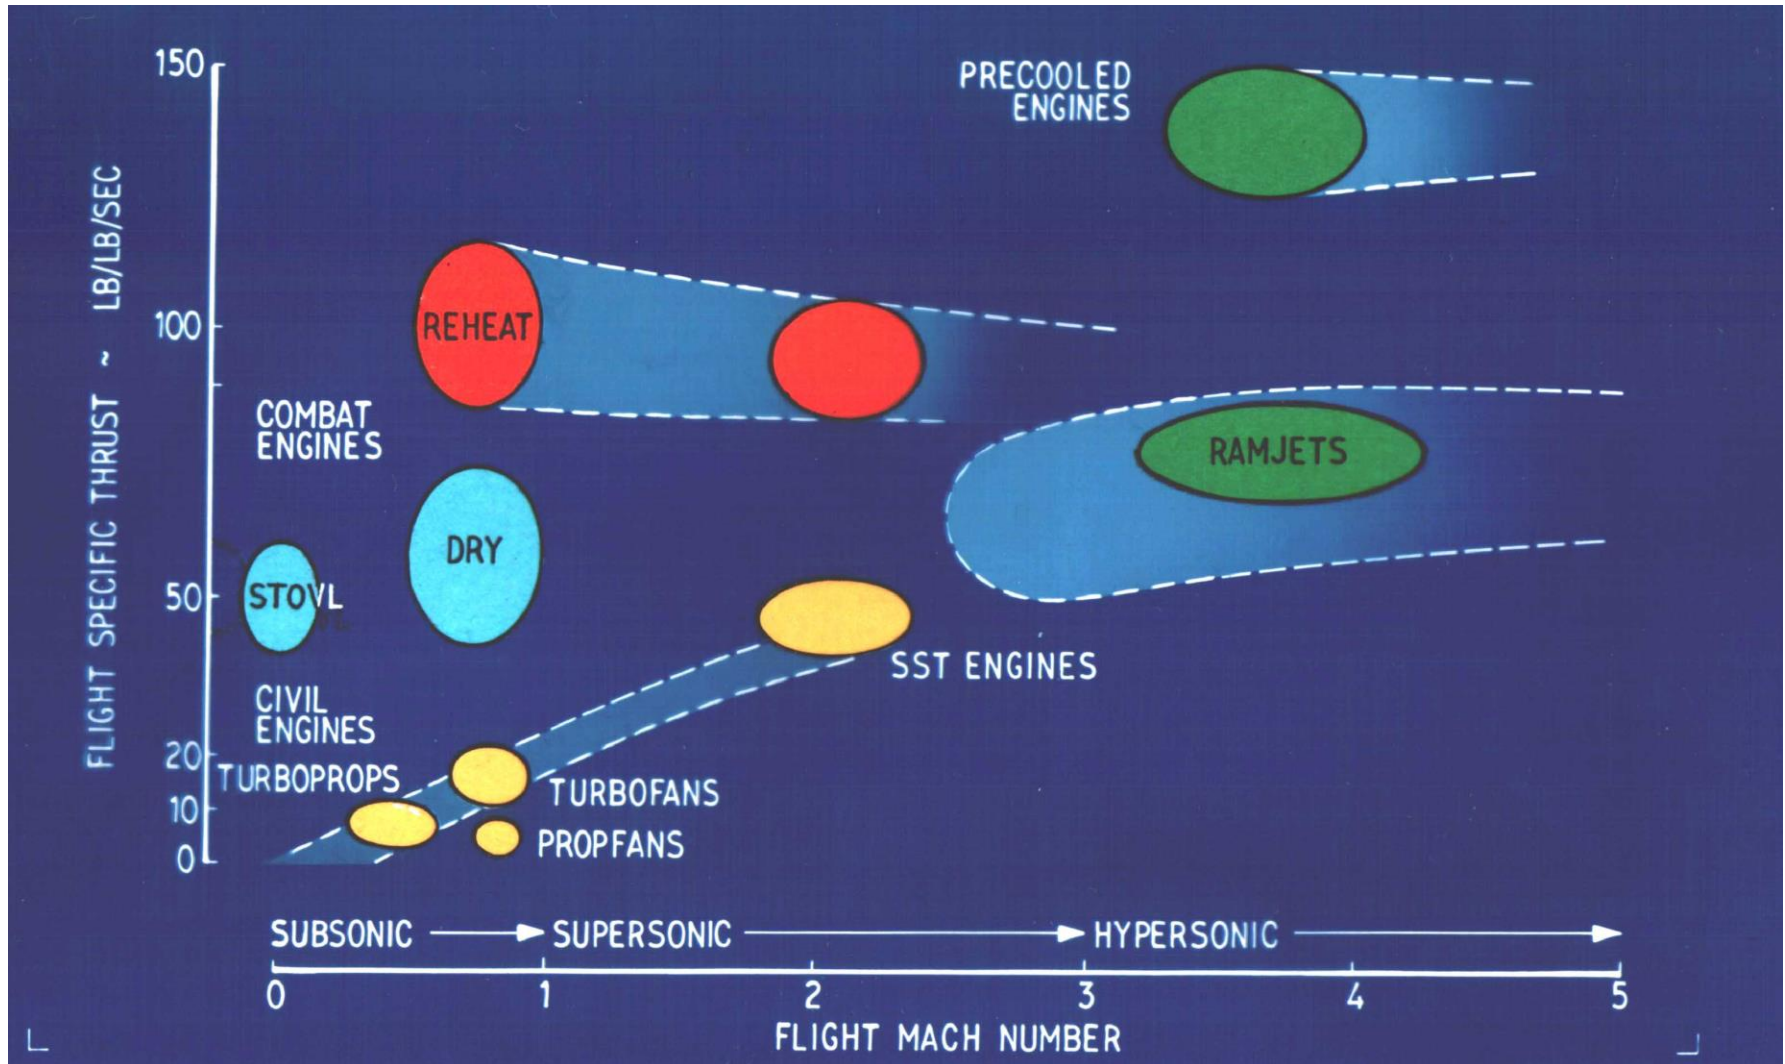 150
PRECOOLED
ENGINES
FLIGHT SPECIFIC THRUST ~ LB/LB/SEC
REHEAT
100
COMBAT
ENGINES
RAMJETS
DRY
50
STOVL
SST ENGINES
CIVIL
ENGINES
20
TURBOPROPS
TURBOFANS
10
PROPFANS
0
SUBSONIC
SUPERSONIC
HYPERSONIC
0 1 2 3 4 5
FLIGHT MACH NUMBER